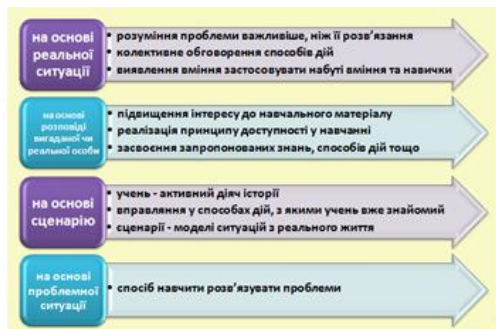 на основі
реальної
ситуації
• розуміння проблеми важливіше, ніж її розв'язання
• колективне обговорення способів дій
• виявлення вміння застосовувати набуті вміння та навички
на основі
розповіді
вигаданої чи
реальної особи
• підвищення інтересу до навчального матеріалу
• реалізація принципу доступності у навчанні
• засвоєння запропонованих знань, способів дій тощо
на основі
сценарію
• учень - активний діяч історії
• вправляння у способах дій, з якими учень вже знайомий
• сценарії - моделі ситуацій з реального життя
на основі
проблемної
ситуації
• спосіб навчити розв'язувати проблеми